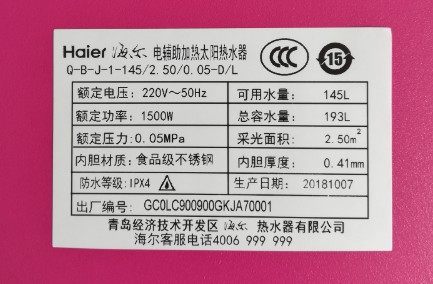 Haier 海尔 电辅助加热太阳热水器
Q-B-J-1-145/2.50/0.05-D/L
CCC
15
额定电压: 220V～50Hz 可用水量: 145L
额定功率: 1500W 总容水量: 193L
额定压力: 0.05MPa 采光面积: 2.50m²
内胆材质: 食品级不锈钢 内胆厚度: 0.41mm
防水等级: IPX4 生产日期: 20181007
出厂编号: GC0LC900900GKJA70001
青岛经济技术开发区 海尔 热水器有限公司
海尔客服电话4006 999 999